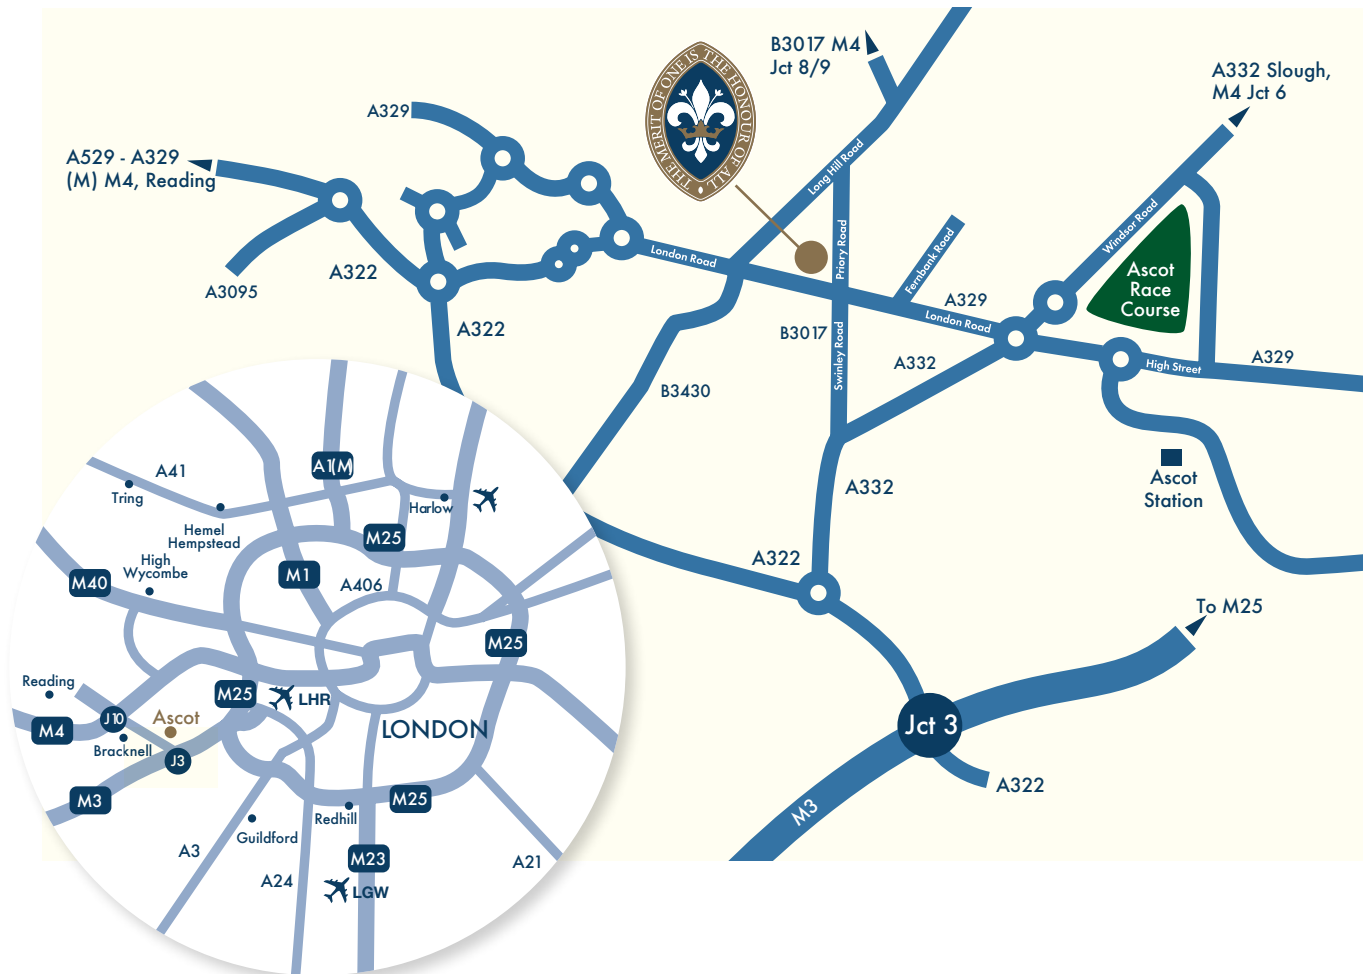 B3017 M4
Jct 8/9
A332 Slough,
M4 Jct 6
THE MERIT OF ONE IS THE HONOUR OF ALL
A329
A529 - A329
(M) M4, Reading
Long Hill Road
A322
A3095
London Road
Priory Road
Fernbank Road
Windsor Road
Ascot
Race
Course
A329
London Road
A322
B3017
Swinley Road
A332
High Street
A329
B3430
A332
Ascot
Station
A322
To M25
Jct 3
A322
M3
A41
A1(M)
Tring
Harlow
Hemel
Hempstead
M25
High
Wycombe
M40
M1
A406
M25
Reading
M25
LHR
J10
Ascot
M4
Bracknell
LONDON
J3
M3
M25
Redhill
Guildford
A3
M23
A21
A24
LGW